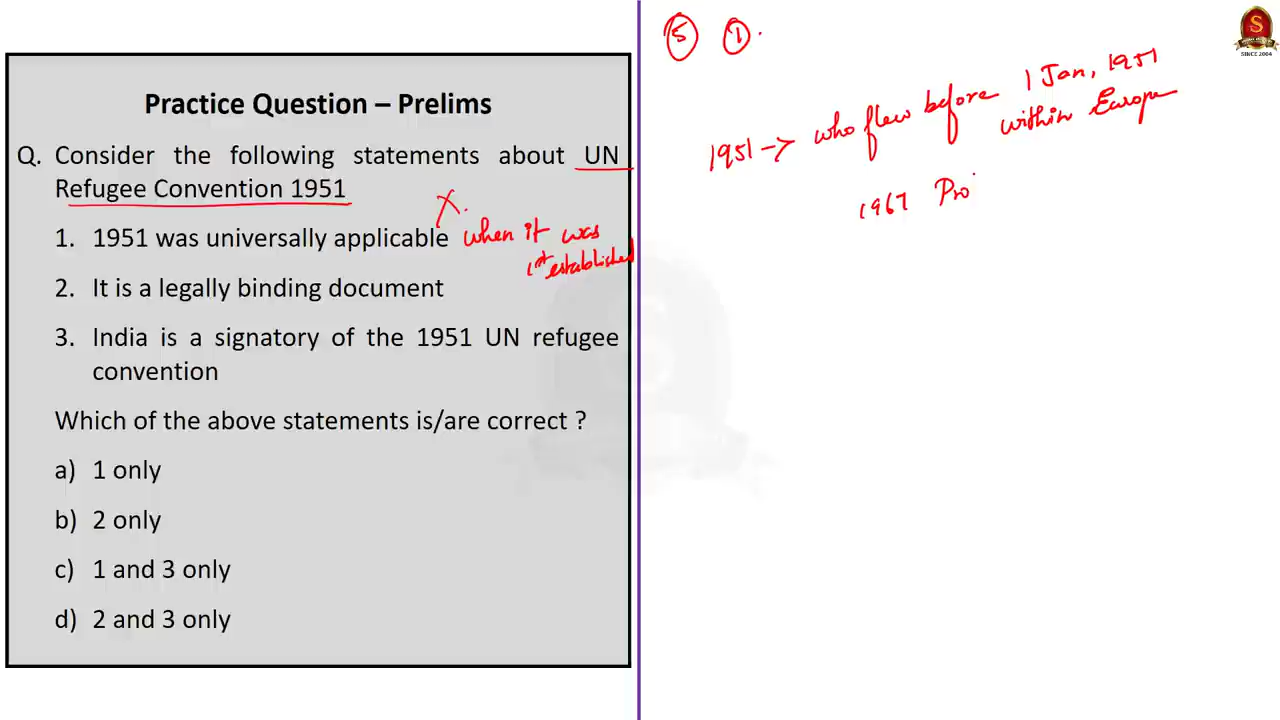 Practice Question – Prelims
Q. Consider the following statements about UN
Refugee Convention 1951
1. 1951 was universally applicable when it was
1st established
2. It is a legally binding document
3. India is a signatory of the 1951 UN refugee
convention
Which of the above statements is/are correct ?
a) 1 only
b) 2 only
c) 1 and 3 only
d) 2 and 3 only
5 1.
1951 -> who flew before 1 Jan, 1951
within Europe
1967 Pro
S
SINCE 2004